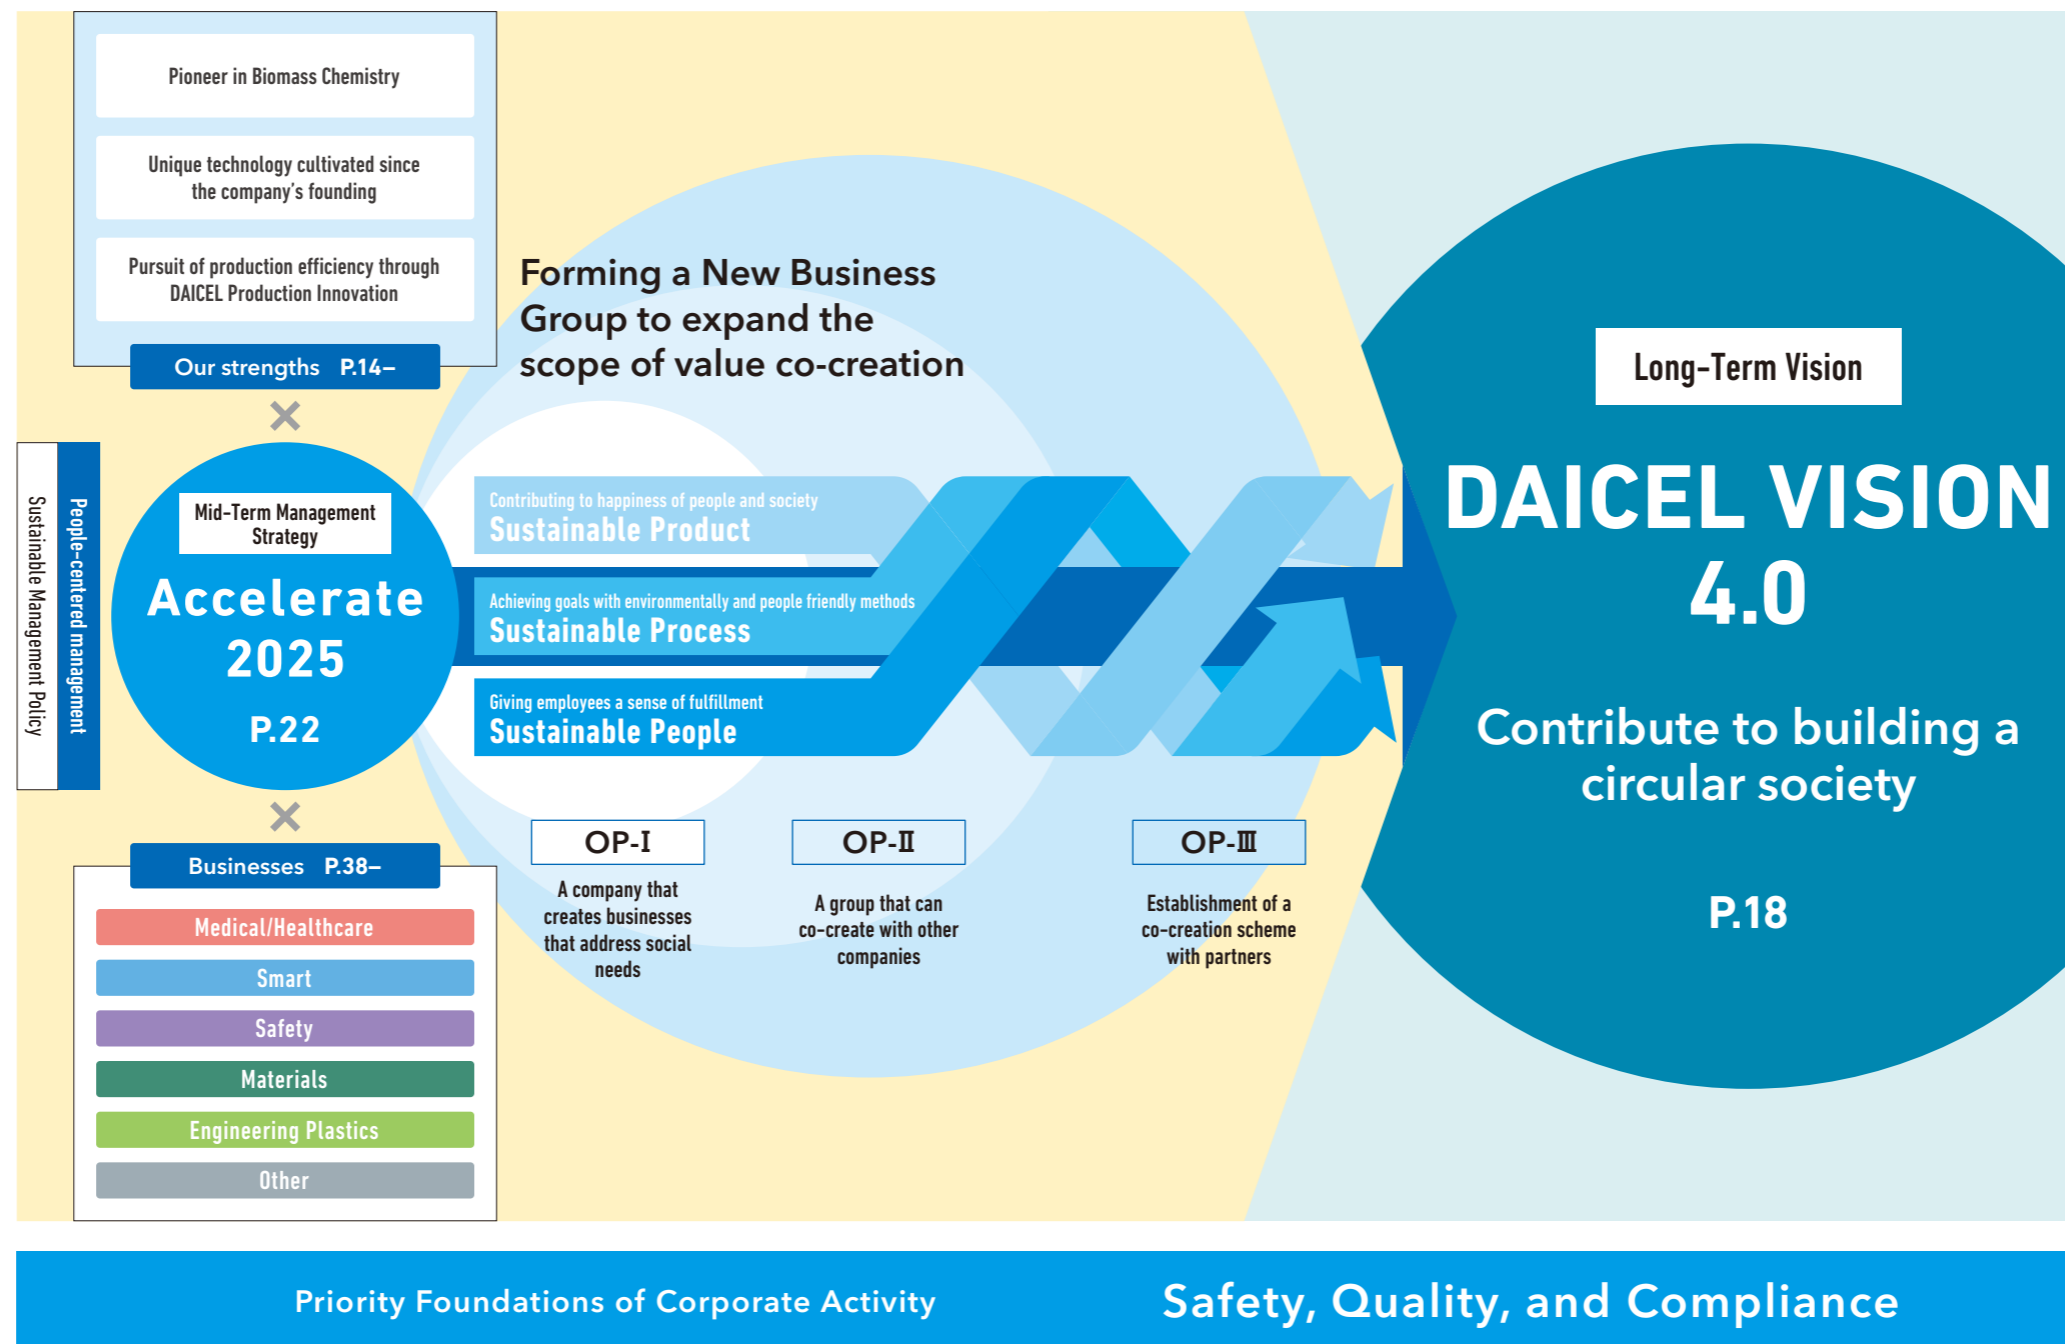 Pioneer in Biomass Chemistry
Unique technology cultivated since
the company's founding
Pursuit of production efficiency through
DAICEL Production Innovation
Our strengths P.14–
×
Sustainable Management Policy
People-centered management
Mid-Term Management
Strategy
Accelerate
2025
P.22
×
Businesses P.38–
Medical/Healthcare
Smart
Safety
Materials
Engineering Plastics
Other
Forming a New Business
Group to expand the
scope of value co-creation
Contributing to happiness of people and society
Sustainable Product
Achieving goals with environmentally and people friendly methods
Sustainable Process
Giving employees a sense of fulfillment
Sustainable People
OP-Ⅰ
A company that
creates businesses
that address social
needs
OP-Ⅱ
A group that can
co-create with other
companies
OP-Ⅲ
Establishment of a
co-creation scheme
with partners
Long-Term Vision
DAICEL VISION
4.0
Contribute to building a
circular society
P.18
Priority Foundations of Corporate Activity
Safety, Quality, and Compliance